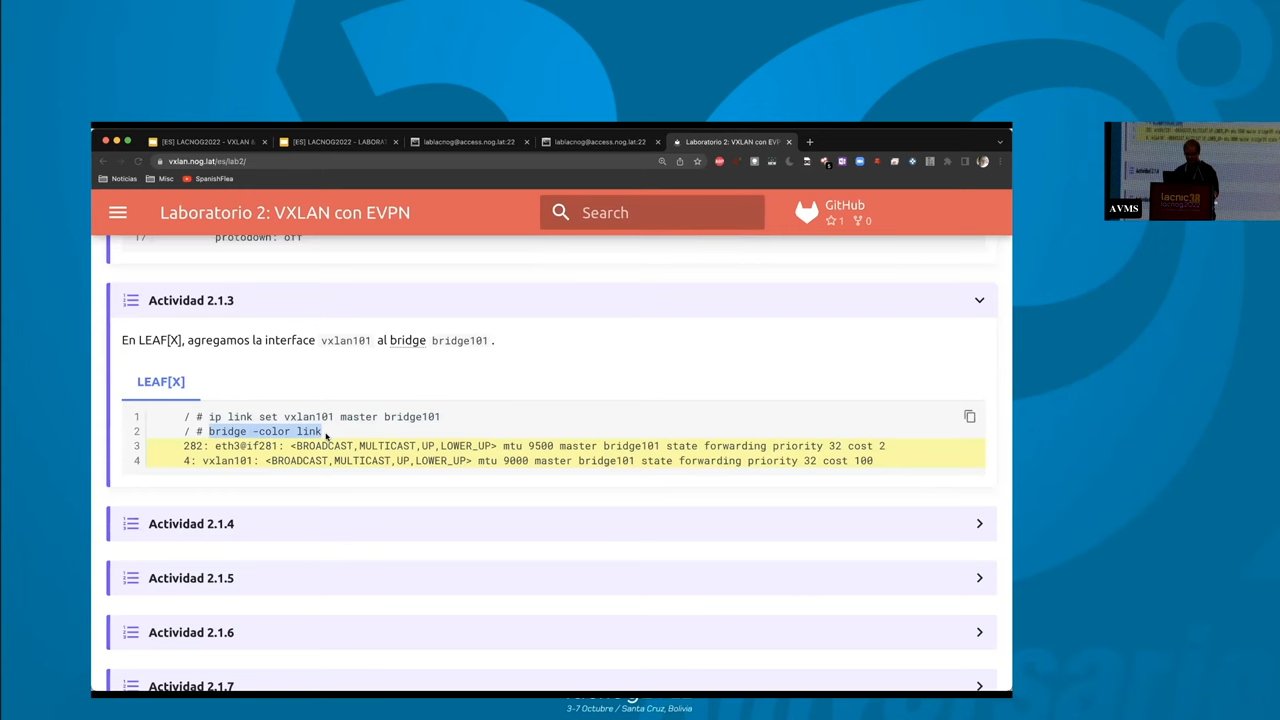 [ES] LACNOG2022 - VXLAN &
[ES] LACNOG2022 - LABORAT
lablacnog@access.nog.lat:22
lablacnog@access.nog.lat:22
Laboratorio 2: VXLAN con EVPN
vxlan.nog.lat/es/lab2/
Noticias
Misc
SpanishFlea
Laboratorio 2: VXLAN con EVPN
Search
GitHub
1
0
17 protodown: off
Actividad 2.1.3
En LEAF[X], agregamos la interface vxlan101 al bridge bridge101.
LEAF[X]
1 / # ip link set vxlan101 master bridge101
2 / # bridge -color link
3 282: eth3@if281: <BROADCAST,MULTICAST,UP,LOWER_UP> mtu 9500 master bridge101 state forwarding priority 32 cost 2
4 4: vxlan101: <BROADCAST,MULTICAST,UP,LOWER_UP> mtu 9000 master bridge101 state forwarding priority 32 cost 100
Actividad 2.1.4
Actividad 2.1.5
Actividad 2.1.6
Actividad 2.1.7
3-7 Octubre / Santa Cruz, Bolivia
AVMS
lacnic38
lacnog2022